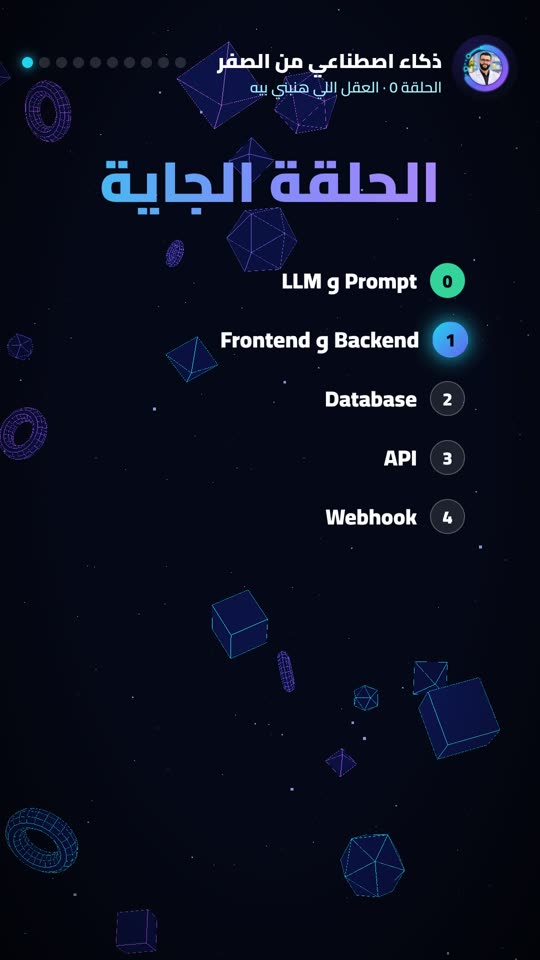 ذكاء اصطناعي من الصفر
الحلقة 0 · العقل اللي هنبني بيه
الحلقة الجاية
0 LLM و Prompt
1 Frontend و Backend
2 Database
3 API
4 Webhook